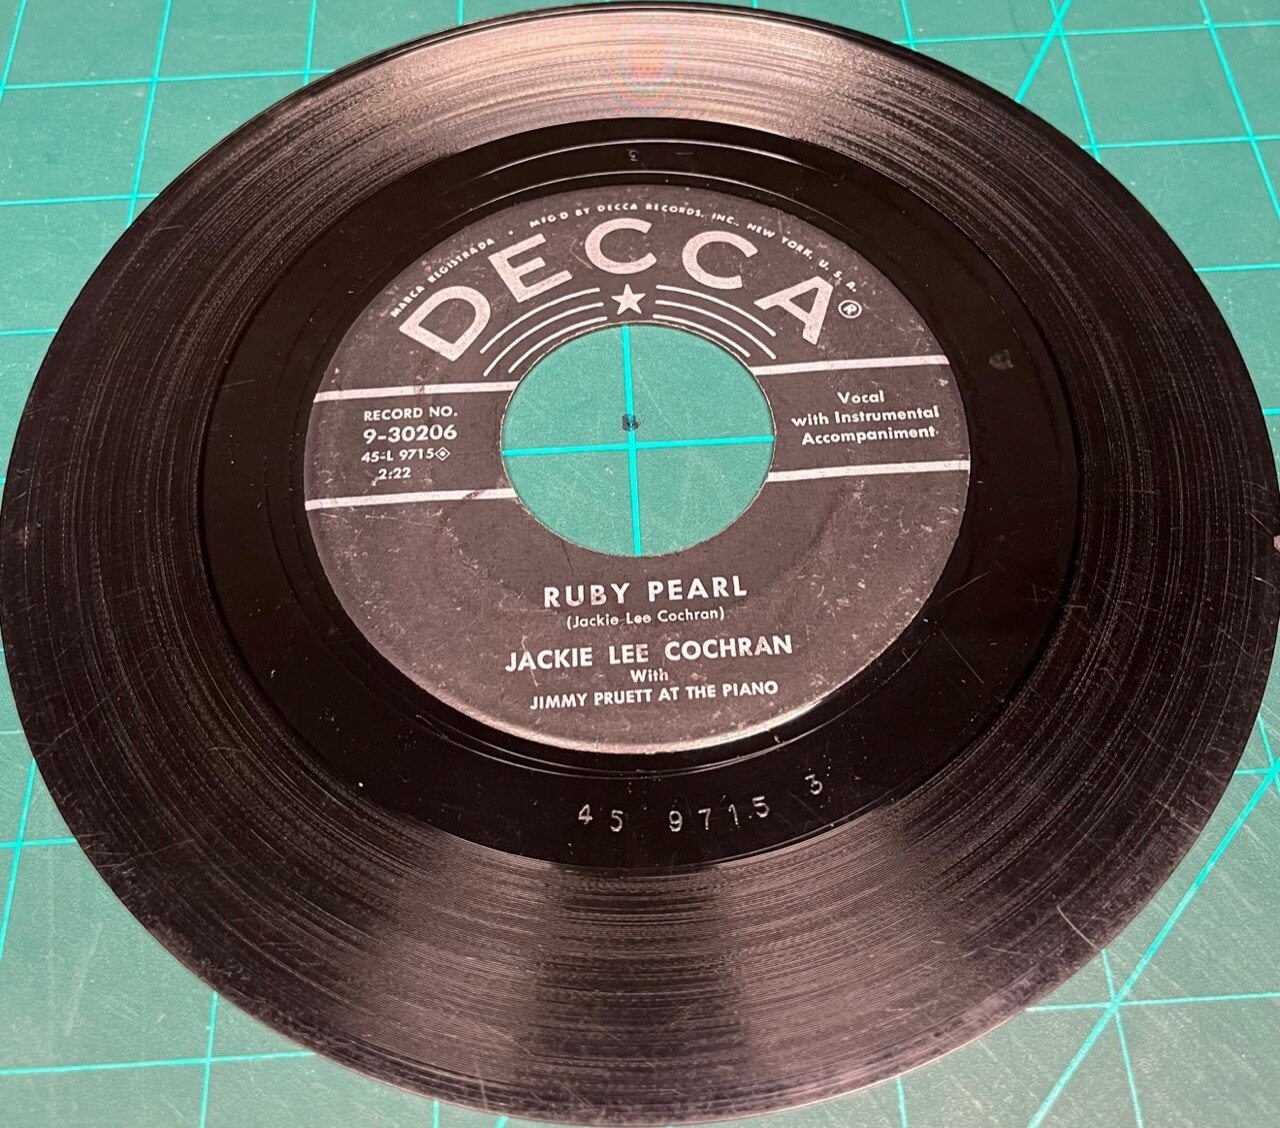 MARCA REGISTRADA • MFG'D BY DECCA RECORDS, INC., NEW YORK, U.S.A.
DECCA®
RECORD NO.
9-30206
45-L 9715
2:22
Vocal
with Instrumental
Accompaniment
RUBY PEARL
(Jackie Lee Cochran)
JACKIE LEE COCHRAN
With
JIMMY PRUETT AT THE PIANO
45 9715 3
3